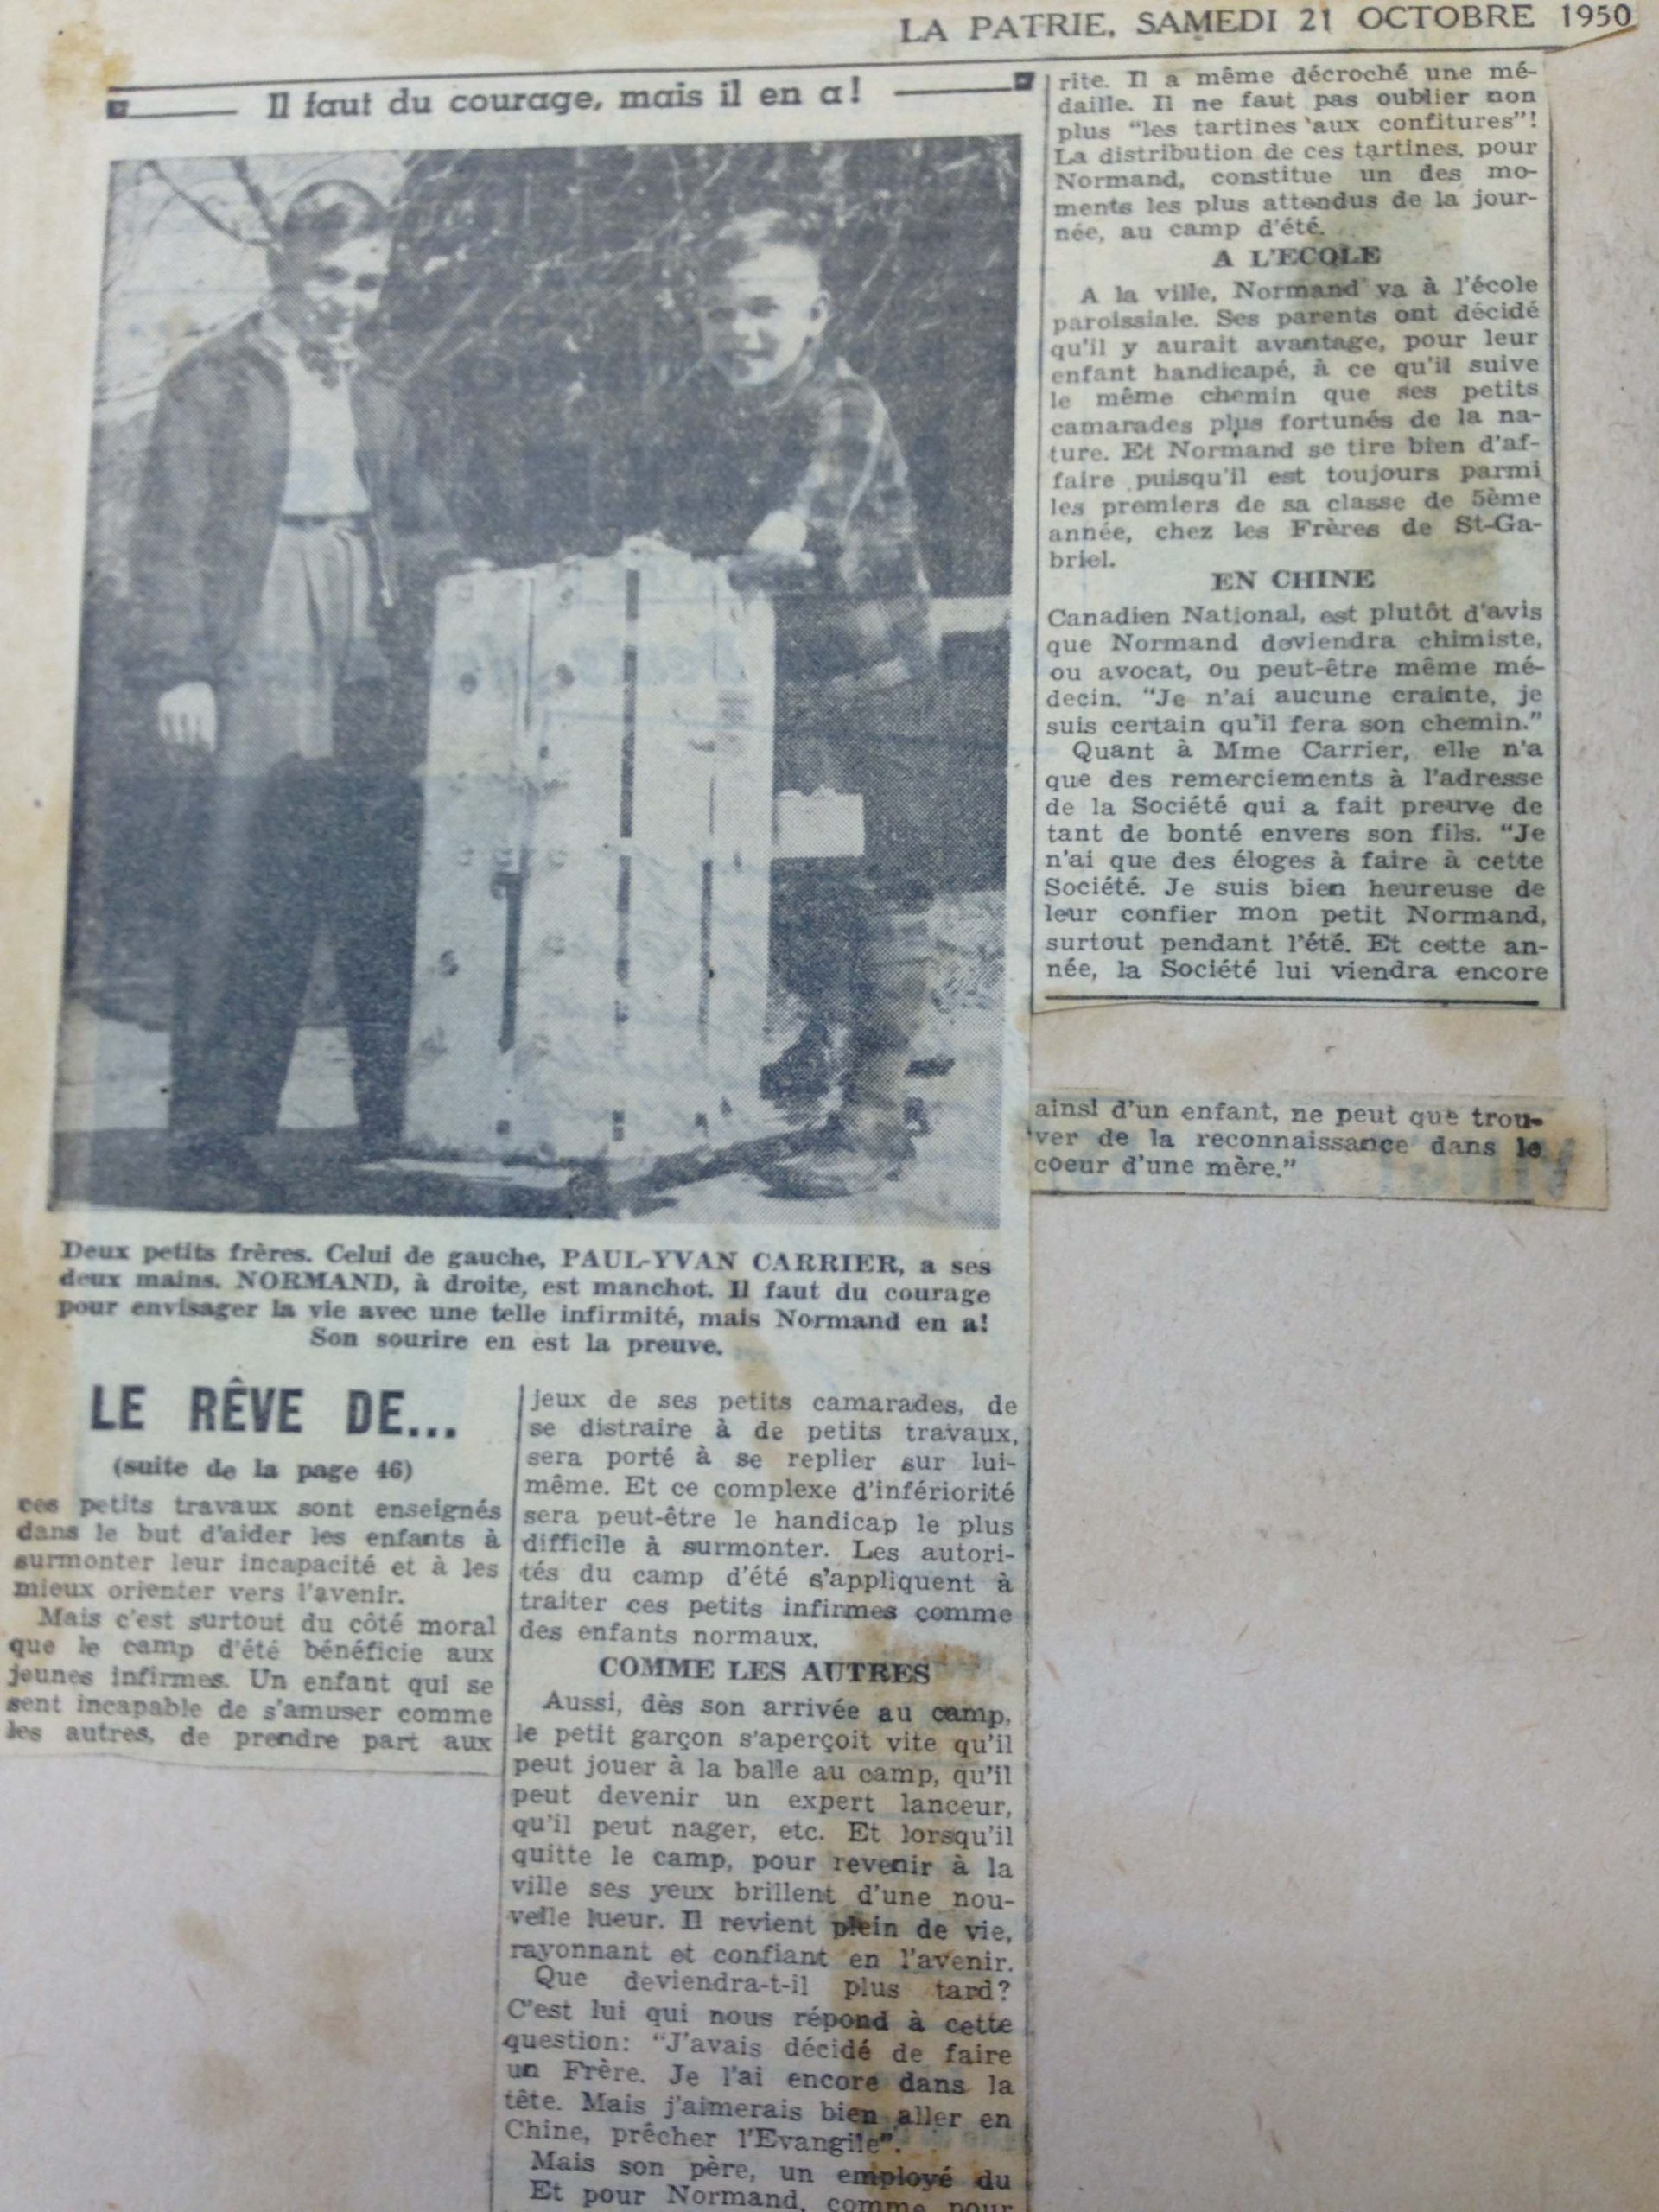 LA PATRIE, SAMEDI 21 OCTOBRE 1950
Il faut du courage, mais il en a!
Deux petits frères. Celui de gauche, PAUL-YVAN CARRIER, a ses
deux mains. NORMAND, à droite, est manchot. Il faut du courage
pour envisager la vie avec une telle infirmité, mais Normand en a!
Son sourire en est la preuve.
LE RÊVE DE...
(suite de la page 46)
ces petits travaux sont enseignés
dans le but d'aider les enfants à
surmonter leur incapacité et à les
mieux orienter vers l'avenir.
Mais c'est surtout du côté moral
que le camp d'été bénéficie aux
jeunes infirmes. Un enfant qui se
sent incapable de s'amuser comme
les autres, de prendre part aux
jeux de ses petits camarades, de
se distraire à de petits travaux,
sera porté à se replier sur lui-
même. Et ce complexe d'infériorité
sera peut-être le handicap le plus
difficile à surmonter. Les autori-
tés du camp d'été s'appliquent à
traiter ces petits infirmes comme
des enfants normaux.
COMME LES AUTRES
Aussi, dès son arrivée au camp,
le petit garçon s'aperçoit vite qu'il
peut jouer à la balle au camp, qu'il
peut devenir un expert lanceur,
qu'il peut nager, etc. Et lorsqu'il
quitte le camp, pour revenir à la
ville ses yeux brillent d'une nou-
velle lueur. Il revient plein de vie,
rayonnant et confiant en l'avenir.
Que deviendra-t-il plus tard?
C'est lui qui nous répond à cette
question: "J'avais décidé de faire
un Frère. Je l'ai encore dans la
tête. Mais j'aimerais bien aller en
Chine, prêcher l'Evangile".
Mais son père, un employé du
Et pour Normand, comme pour
rite. Il a même décroché une mé-
daille. Il ne faut pas oublier non
plus "les tartines 'aux confitures"!
La distribution de ces tartines, pour
Normand, constitue un des mo-
ments les plus attendus de la jour-
née, au camp d'été.
A L'ECOLE
A la ville, Normand va à l'école
paroissiale. Ses parents ont décidé
qu'il y aurait avantage, pour leur
enfant handicapé, à ce qu'il suive
le même chemin que ses petits
camarades plus fortunés de la na-
ture. Et Normand se tire bien d'af-
faire puisqu'il est toujours parmi
les premiers de sa classe de 5ème
année, chez les Frères de St-Ga-
briel.
EN CHINE
Canadien National, est plutôt d'avis
que Normand deviendra chimiste,
ou avocat, ou peut-être même mé-
decin. "Je n'ai aucune crainte, je
suis certain qu'il fera son chemin."
Quant à Mme Carrier, elle n'a
que des remerciements à l'adresse
de la Société qui a fait preuve de
tant de bonté envers son fils. "Je
n'ai que des éloges à faire à cette
Société. Je suis bien heureuse de
leur confier mon petit Normand,
surtout pendant l'été. Et cette an-
née, la Société lui viendra encore
ainsi d'un enfant, ne peut que trou-
ver de la reconnaissance dans le
coeur d'une mère."